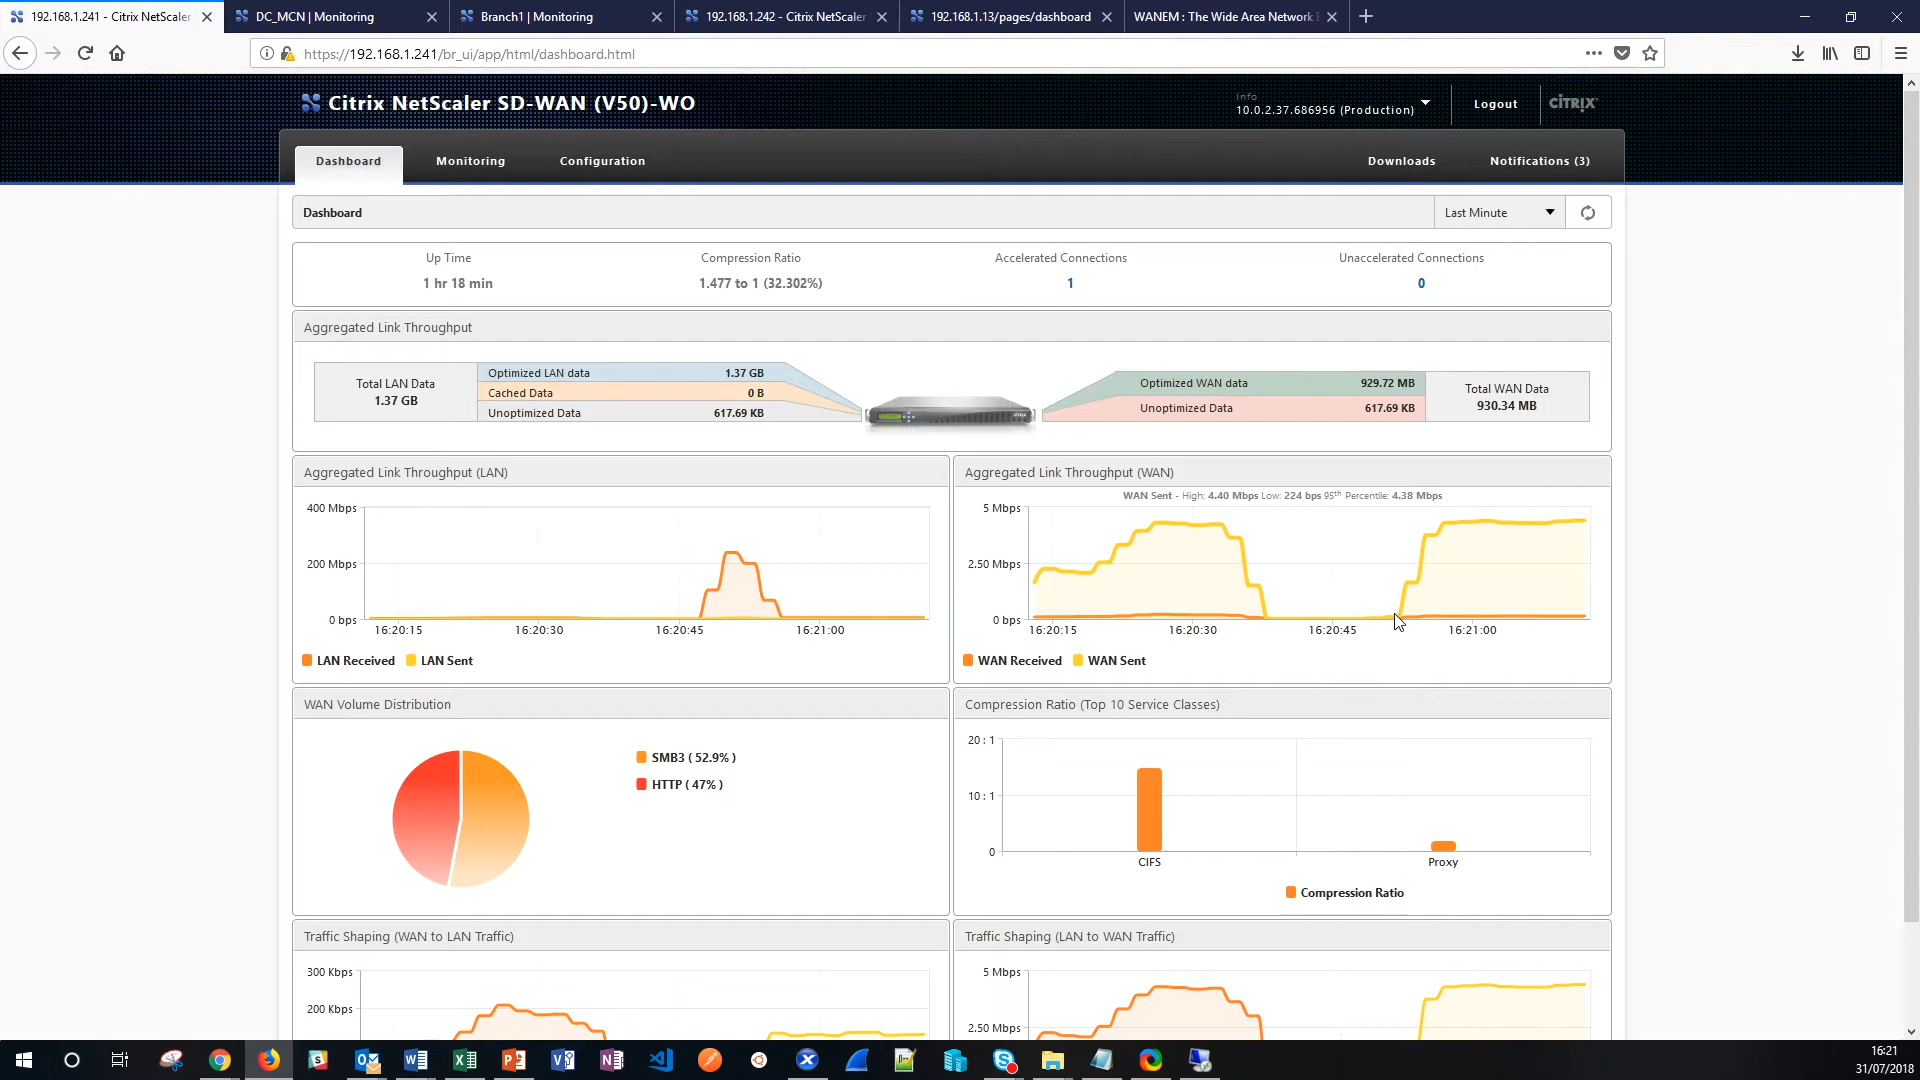 192.168.1.241 - Citrix NetScaler
DC_MCN | Monitoring
Branch1 | Monitoring
192.168.1.242 - Citrix NetScaler
192.168.1.13/pages/dashboard
WANEM : The Wide Area Network
https://192.168.1.241/br_ui/app/html/dashboard.html
Citrix NetScaler SD-WAN (V50)-WO
Info
10.0.2.37.686956 (Production)
Logout
CİTRİX
Dashboard
Monitoring
Configuration
Downloads
Notifications (3)
Dashboard
Last Minute
Up Time
Compression Ratio
Accelerated Connections
Unaccelerated Connections
1 hr 18 min
1.477 to 1 (32.302%)
1
0
Aggregated Link Throughput
Total LAN Data
1.37 GB
Optimized LAN data 1.37 GB
Cached Data 0 B
Unoptimized Data 617.69 KB
Optimized WAN data 929.72 MB
Unoptimized Data 617.69 KB
Total WAN Data
930.34 MB
Aggregated Link Throughput (LAN)
400 Mbps
200 Mbps
0 bps
16:20:15 16:20:30 16:20:45 16:21:00
LAN Received LAN Sent
Aggregated Link Throughput (WAN)
WAN Sent - High: 4.40 Mbps Low: 224 bps 95th Percentile: 4.38 Mbps
5 Mbps
2.50 Mbps
0 bps
16:20:15 16:20:30 16:20:45 16:21:00
WAN Received WAN Sent
WAN Volume Distribution
SMB3 ( 52.9% )
HTTP ( 47% )
Compression Ratio (Top 10 Service Classes)
20 : 1
10 : 1
0
CIFS Proxy
Compression Ratio
Traffic Shaping (WAN to LAN Traffic)
300 Kbps
200 Kbps
Traffic Shaping (LAN to WAN Traffic)
5 Mbps
2.50 Mbps
16:21
31/07/2018